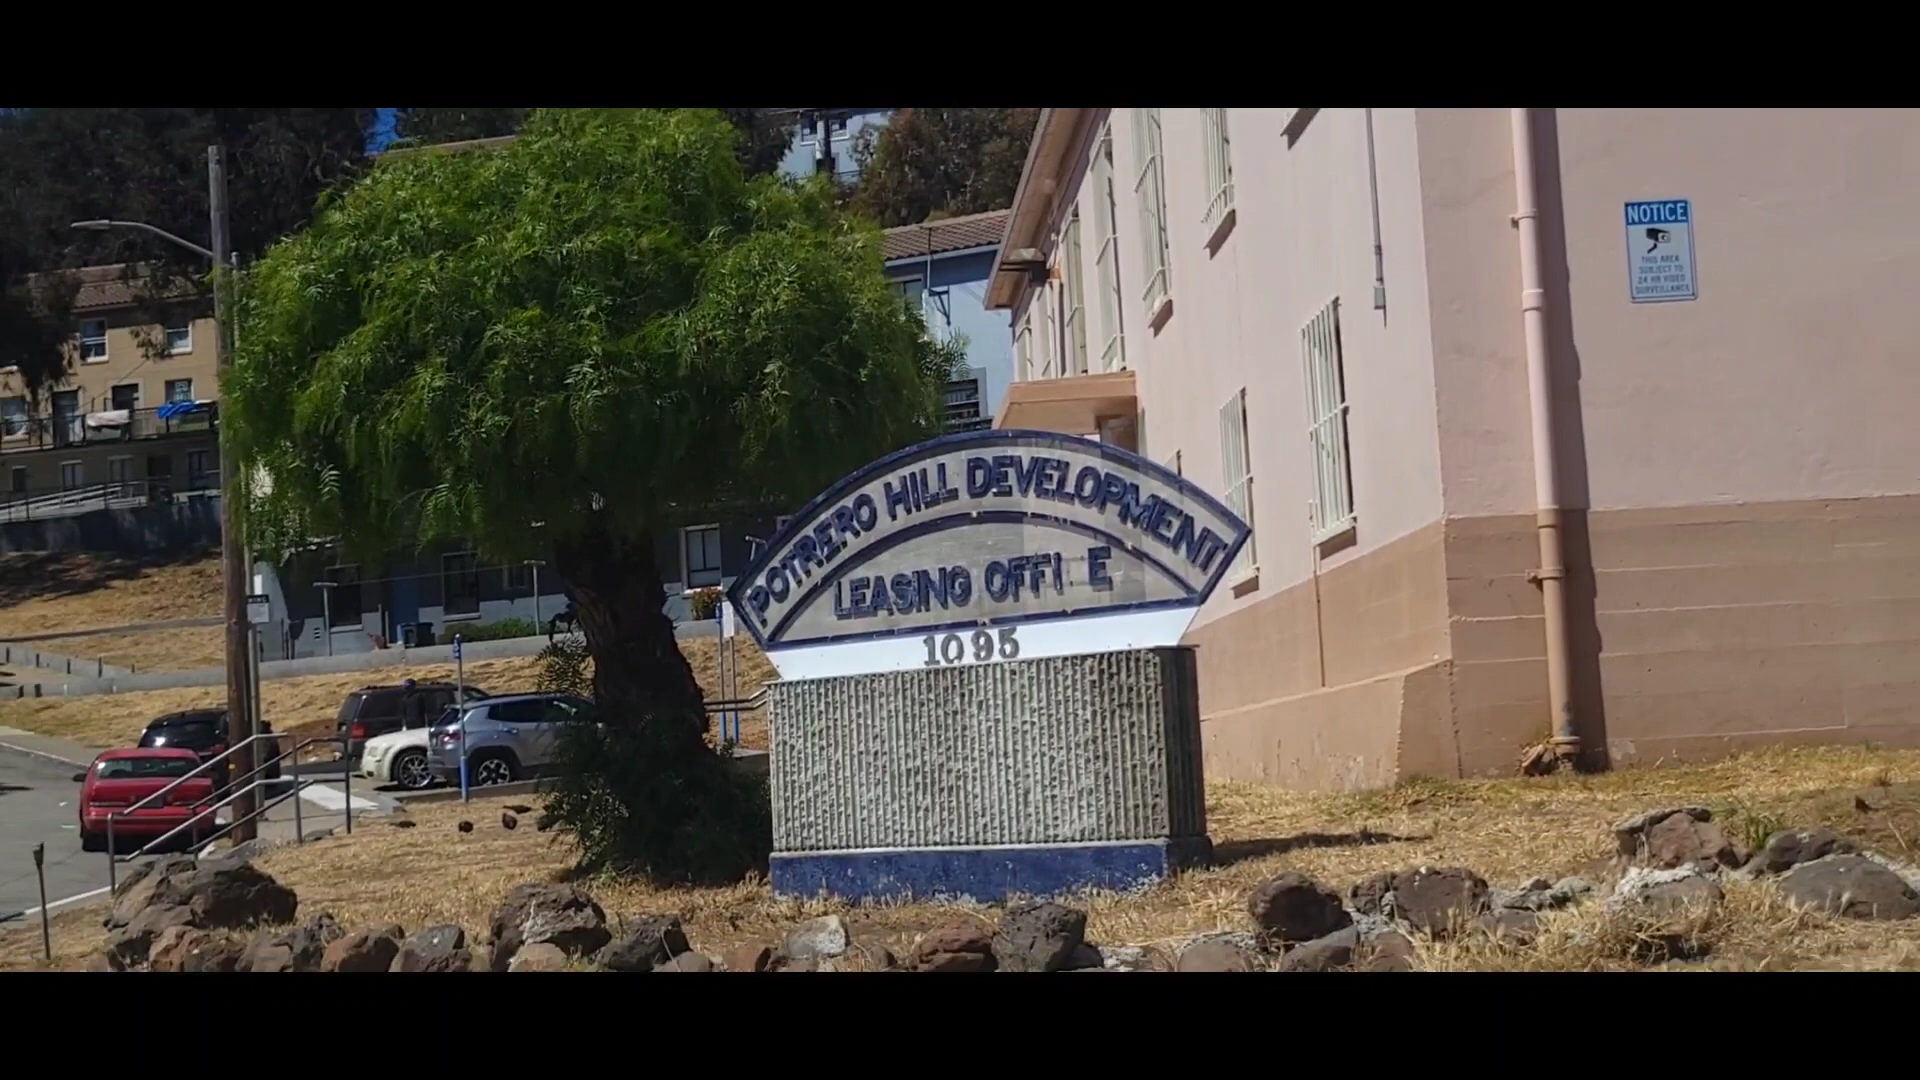 POTRERO HILL DEVELOPMENT
LEASING OFFI E
1095
NOTICE
THIS AREA
SUBJECT TO
24 HR VIDEO
SURVEILLANCE